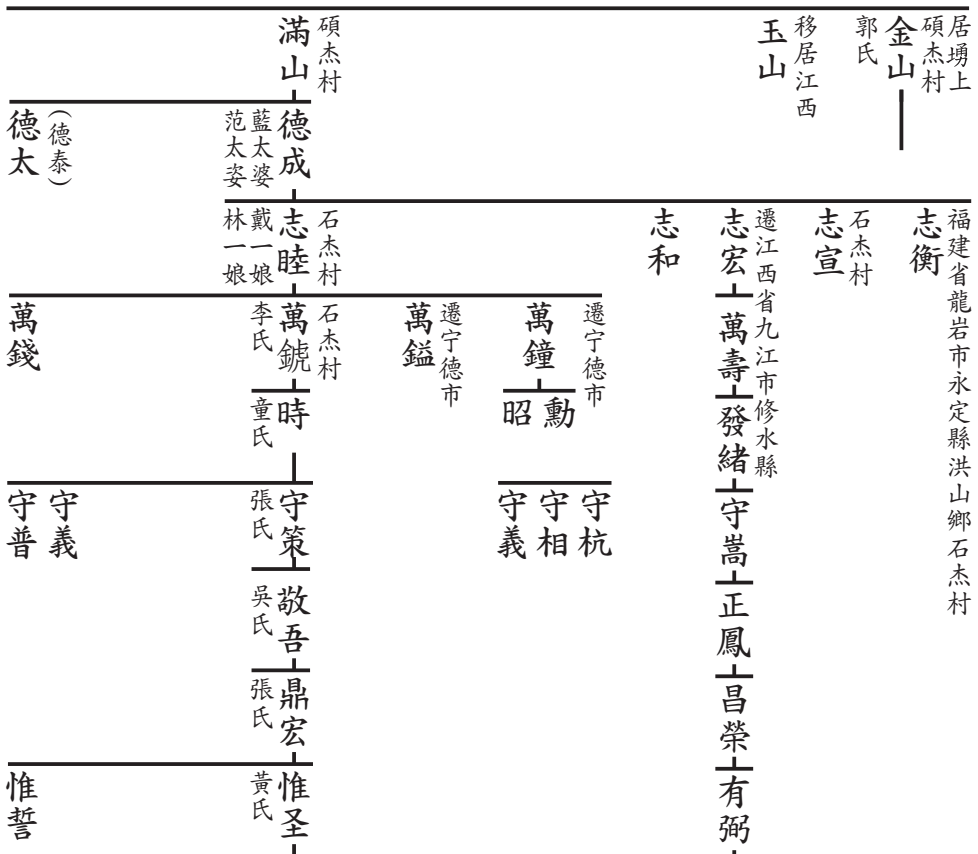 居塆上
碩杰村
金山
郭氏
移居江西
玉山
碩杰村
滿山
德成
藍太婆
范太姿
(德泰)
德太
福建省龍岩市永定縣洪山鄉石杰村
志衡
石杰村
志宣
遷江西省九江市修水縣
志宏
志和
石杰村
志睦
戴一娘
林一娘
萬壽
遷宁德市
萬鐘
遷宁德市
萬鎰
石杰村
萬鎯
李氏
萬錢
發緒
勳
昭
時
童氏
守嵩
守杭
守相
守義
守策
張氏
守義
守普
正鳳
敬吾
吳氏
昌榮
鼎宏
張氏
有弼
惟圣
黃氏
惟誓